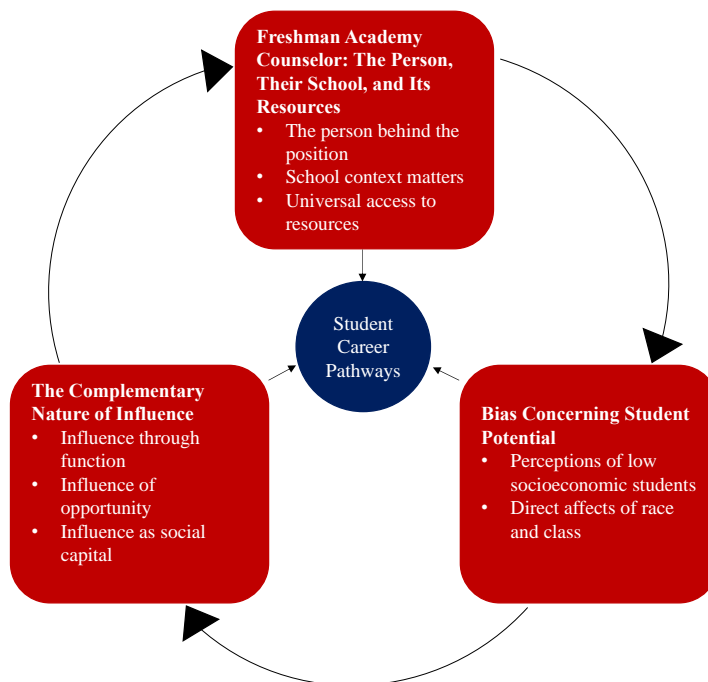 Freshman Academy
Counselor: The Person,
Their School, and Its
Resources
• The person behind the
position
• School context matters
• Universal access to
resources
Student
Career
Pathways
The Complementary
Nature of Influence
• Influence through
function
• Influence of
opportunity
• Influence as social
capital
Bias Concerning Student
Potential
• Perceptions of low
socioeconomic students
• Direct affects of race
and class